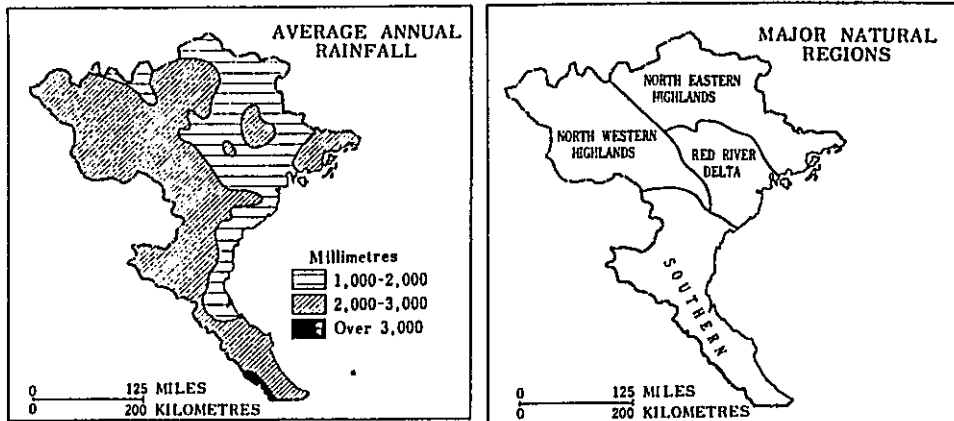 AVERAGE ANNUAL
RAINFALL
Millimetres
1,000-2,000
2,000-3,000
Over 3,000
0 125 MILES
0 200 KILOMETRES
MAJOR NATURAL
REGIONS
NORTH EASTERN
HIGHLANDS
NORTH WESTERN
HIGHLANDS
RED RIVER
DELTA
SOUTHERN
0 125 MILES
0 200 KILOMETRES